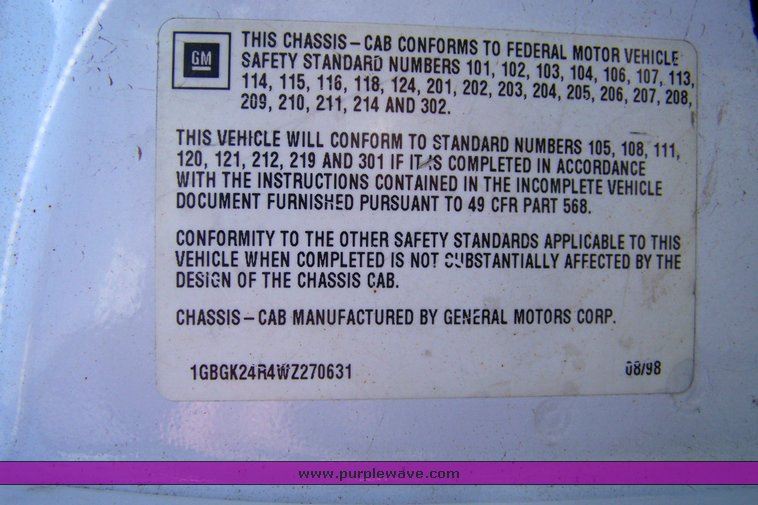 GM
THIS CHASSIS-CAB CONFORMS TO FEDERAL MOTOR VEHICLE
SAFETY STANDARD NUMBERS 101, 102, 103, 104, 106, 107, 113,
114, 115, 116, 118, 124, 201, 202, 203, 204, 205, 206, 207, 208,
209, 210, 211, 214 AND 302.
THIS VEHICLE WILL CONFORM TO STANDARD NUMBERS 105, 108, 111,
120, 121, 212, 219 AND 301 IF IT IS COMPLETED IN ACCORDANCE
WITH THE INSTRUCTIONS CONTAINED IN THE INCOMPLETE VEHICLE
DOCUMENT FURNISHED PURSUANT TO 49 CFR PART 568.
CONFORMITY TO THE OTHER SAFETY STANDARDS APPLICABLE TO THIS
VEHICLE WHEN COMPLETED IS NOT SUBSTANTIALLY AFFECTED BY THE
DESIGN OF THE CHASSIS CAB.
CHASSIS-CAB MANUFACTURED BY GENERAL MOTORS CORP.
1GBGK24R4WZ270631 08/98
www.purplewave.com